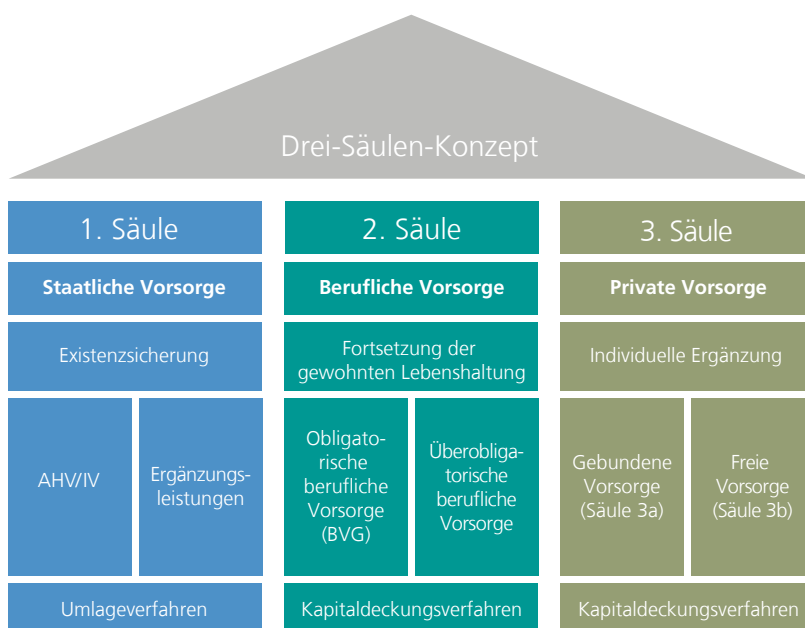 Drei-Säulen-Konzept
1. Säule
Staatliche Vorsorge
Existenzsicherung
AHV/IV
Ergänzungs-
leistungen
Umlageverfahren
2. Säule
Berufliche Vorsorge
Fortsetzung der
gewohnten Lebenshaltung
Obligato-
rische
berufliche
Vorsorge
(BVG)
Überobliga-
torische
berufliche
Vorsorge
Kapitaldeckungsverfahren
3. Säule
Private Vorsorge
Individuelle Ergänzung
Gebundene
Vorsorge
(Säule 3a)
Freie
Vorsorge
(Säule 3b)
Kapitaldeckungsverfahren